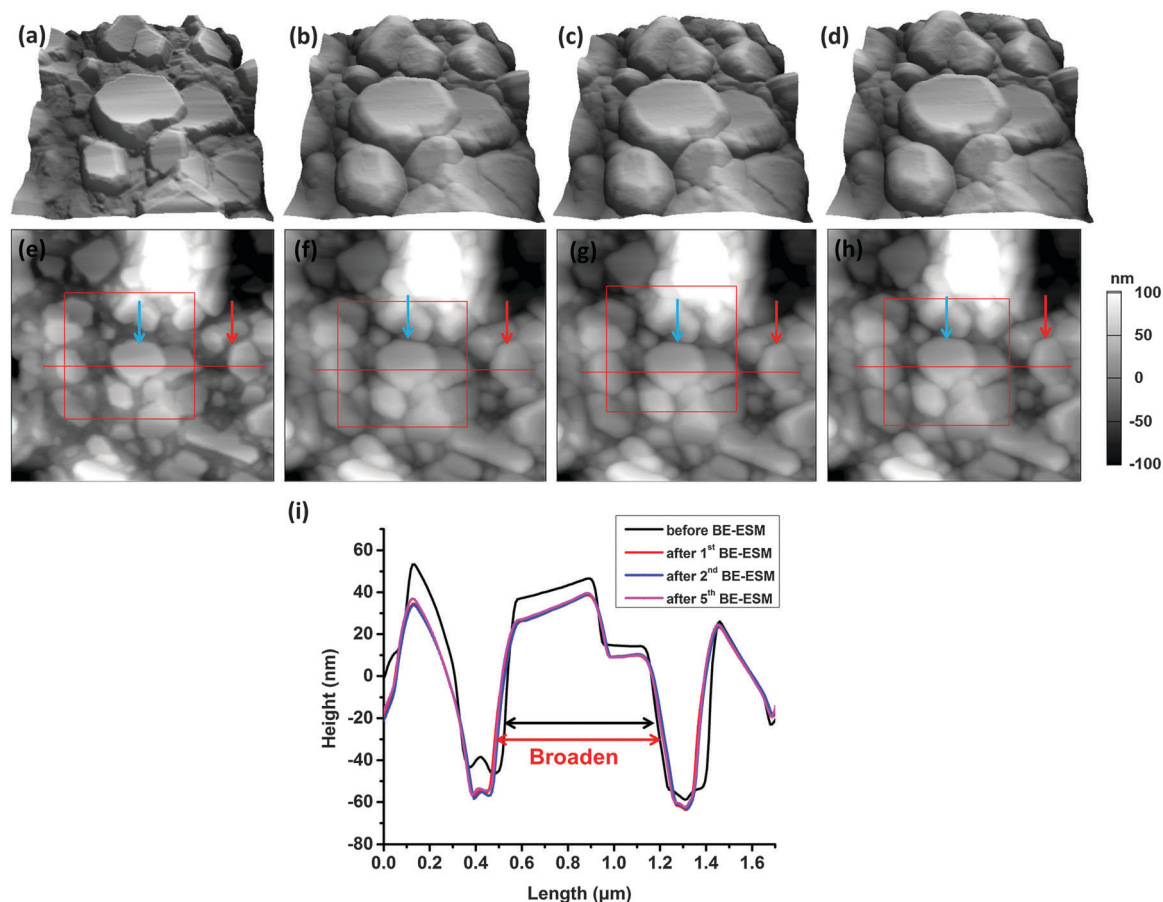 (a)
(b)
(c)
(d)
(e)
(f)
(g)
(h)
nm
100
50
0
-50
-100
(i)
before BE-ESM
after 1st BE-ESM
after 2nd BE-ESM
after 5th BE-ESM
60
40
20
0
-20
-40
-60
-80
Height (nm)
Broaden
0.0 0.2 0.4 0.6 0.8 1.0 1.2 1.4 1.6
Length (µm)